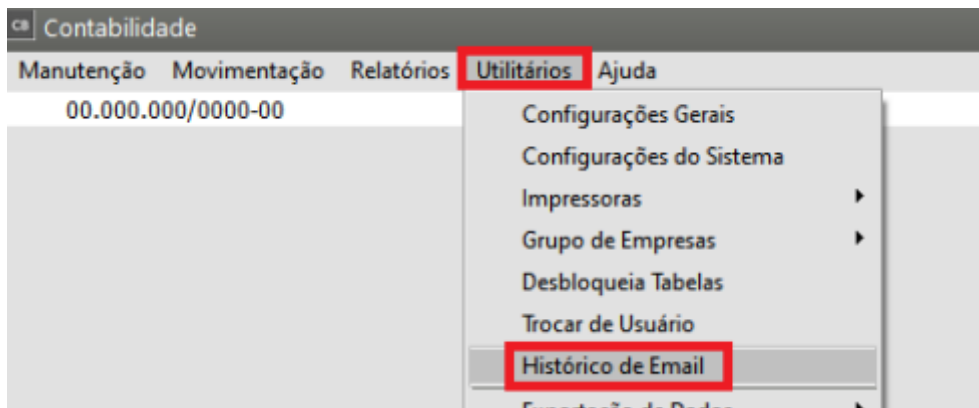 CB Contabilidade
Manutenção Movimentação Relatórios Utilitários Ajuda
00.000.000/0000-00
Configurações Gerais
Configurações do Sistema
Impressoras
Grupo de Empresas
Desbloqueia Tabelas
Trocar de Usuário
Histórico de Email